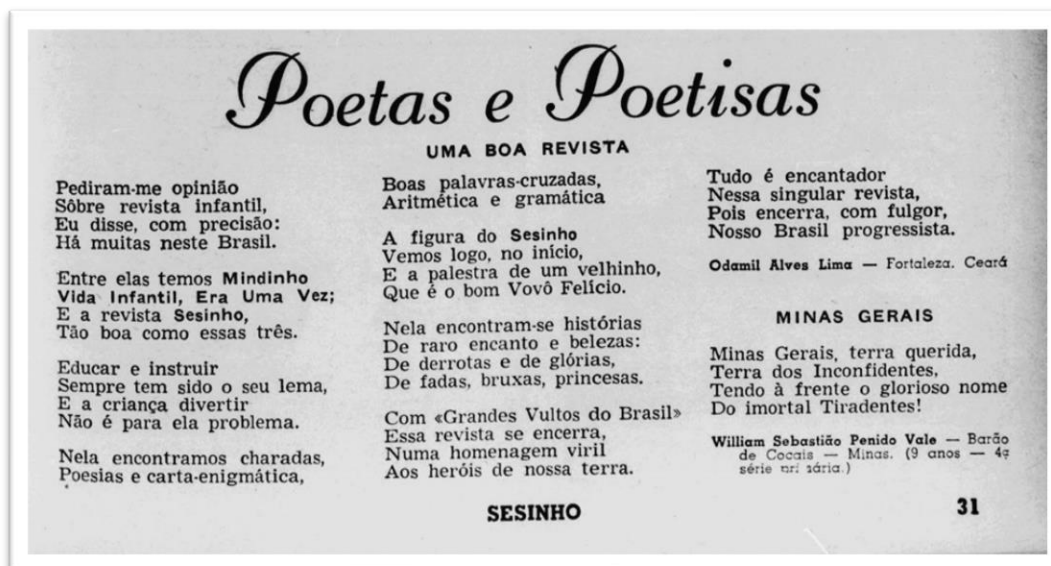 Poetas e Poetisas
UMA BOA REVISTA
Pediram-me opinião
Sôbre revista infantil,
Eu disse, com precisão:
Há muitas neste Brasil.
Entre elas temos Mindinho
Vida Infantil, Era Uma Vez;
E a revista Sesinho,
Tão boa como essas três.
Educar e instruir
Sempre tem sido o seu lema,
E a criança divertir
Não é para ela problema.
Nela encontramos charadas,
Poesias e carta-enigmática,
Boas palavras-cruzadas,
Aritmética e gramática
A figura do Sesinho
Vemos logo, no início,
E a palestra de um velhinho,
Que é o bom Vovô Felício.
Nela encontram-se histórias
De raro encanto e belezas:
De derrotas e de glórias,
De fadas, bruxas, princesas.
Com «Grandes Vultos do Brasil»
Essa revista se encerra,
Numa homenagem viril
Aos heróis de nossa terra.
Tudo é encantador
Nessa singular revista,
Pois encerra, com fulgor,
Nosso Brasil progressista.
Odamil Alves Lima — Fortaleza. Ceará
MINAS GERAIS
Minas Gerais, terra querida,
Terra dos Inconfidentes,
Tendo à frente o glorioso nome
Do imortal Tiradentes!
William Sebastião Penido Vale — Barão
de Cocais — Minas. (9 anos — 4ª
série)
SESINHO
31